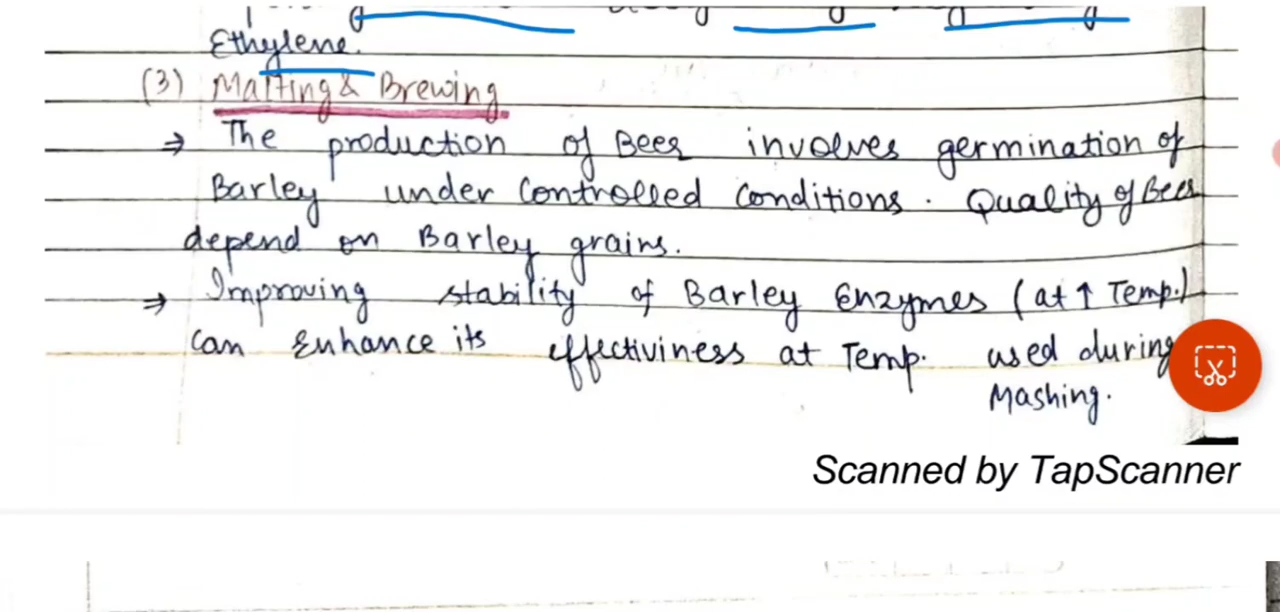 Ethylene.
(3) Malting & Brewing
⇒ The production of Beer involves germination of
Barley under controlled conditions. Quality of Beer
depend on Barley grains.
⇒ Improving stability of Barley Enzymes (at ↑ Temp.)
can Enhance its effectiviness at Temp. used during
Mashing.
Scanned by TapScanner